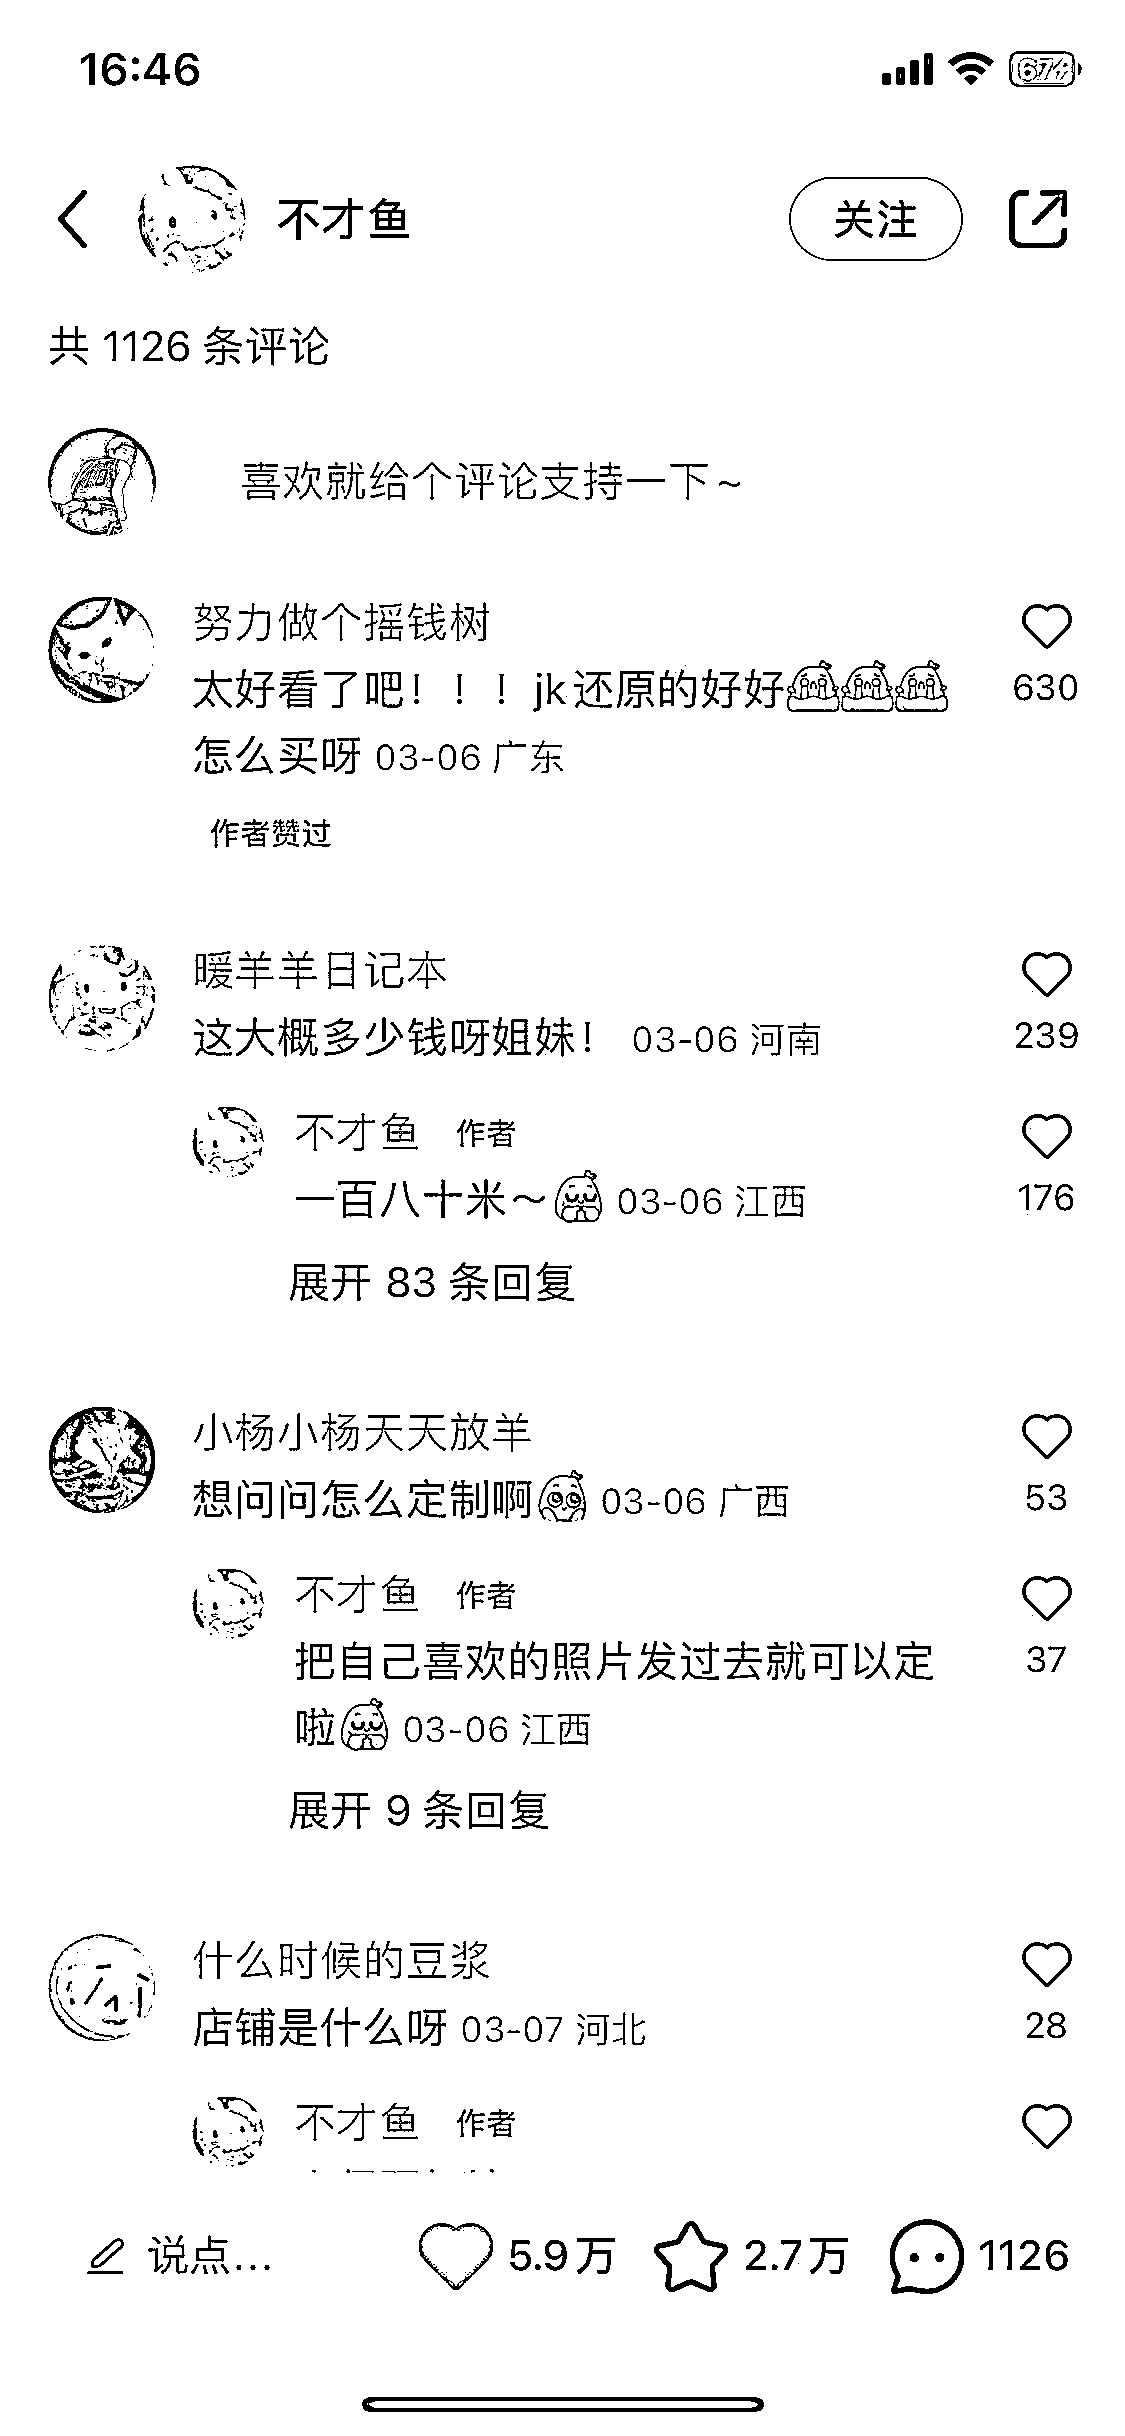 16:46
67
不才鱼
关注
共 1126 条评论
喜欢就给个评论支持一下~
努力做个摇钱树
太好看了吧！！！jk还原的好好
630
怎么买呀 03-06 广东
作者赞过
暖羊羊日记本
这大概多少钱呀姐妹！ 03-06 河南
239
不才鱼 作者
一百八十米～ 03-06 江西
176
展开 83 条回复
小杨小杨天天放羊
想问问怎么定制啊 03-06 广西
53
不才鱼 作者
把自己喜欢的照片发过去就可以定
37
啦 03-06 江西
展开 9 条回复
什么时候的豆浆
店铺是什么呀 03-07 河北
28
不才鱼 作者
说点... 5.9万 2.7万 1126